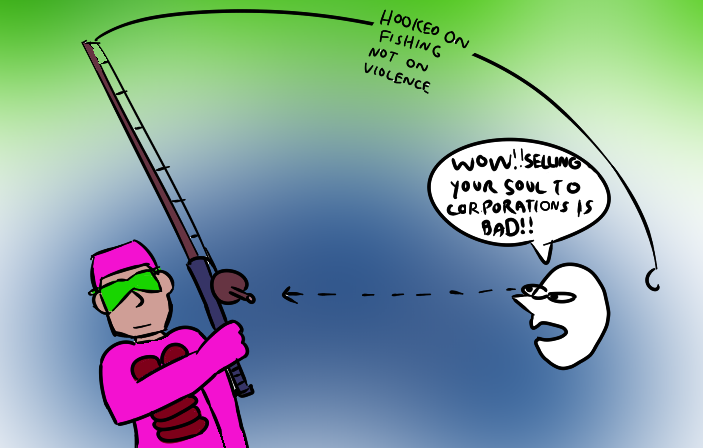 HOOKED ON
FISHING
NOT ON
VIOLENCE
WOW!!SELLING
YOUR SOUL TO
CORPORATIONS IS
BAD!!